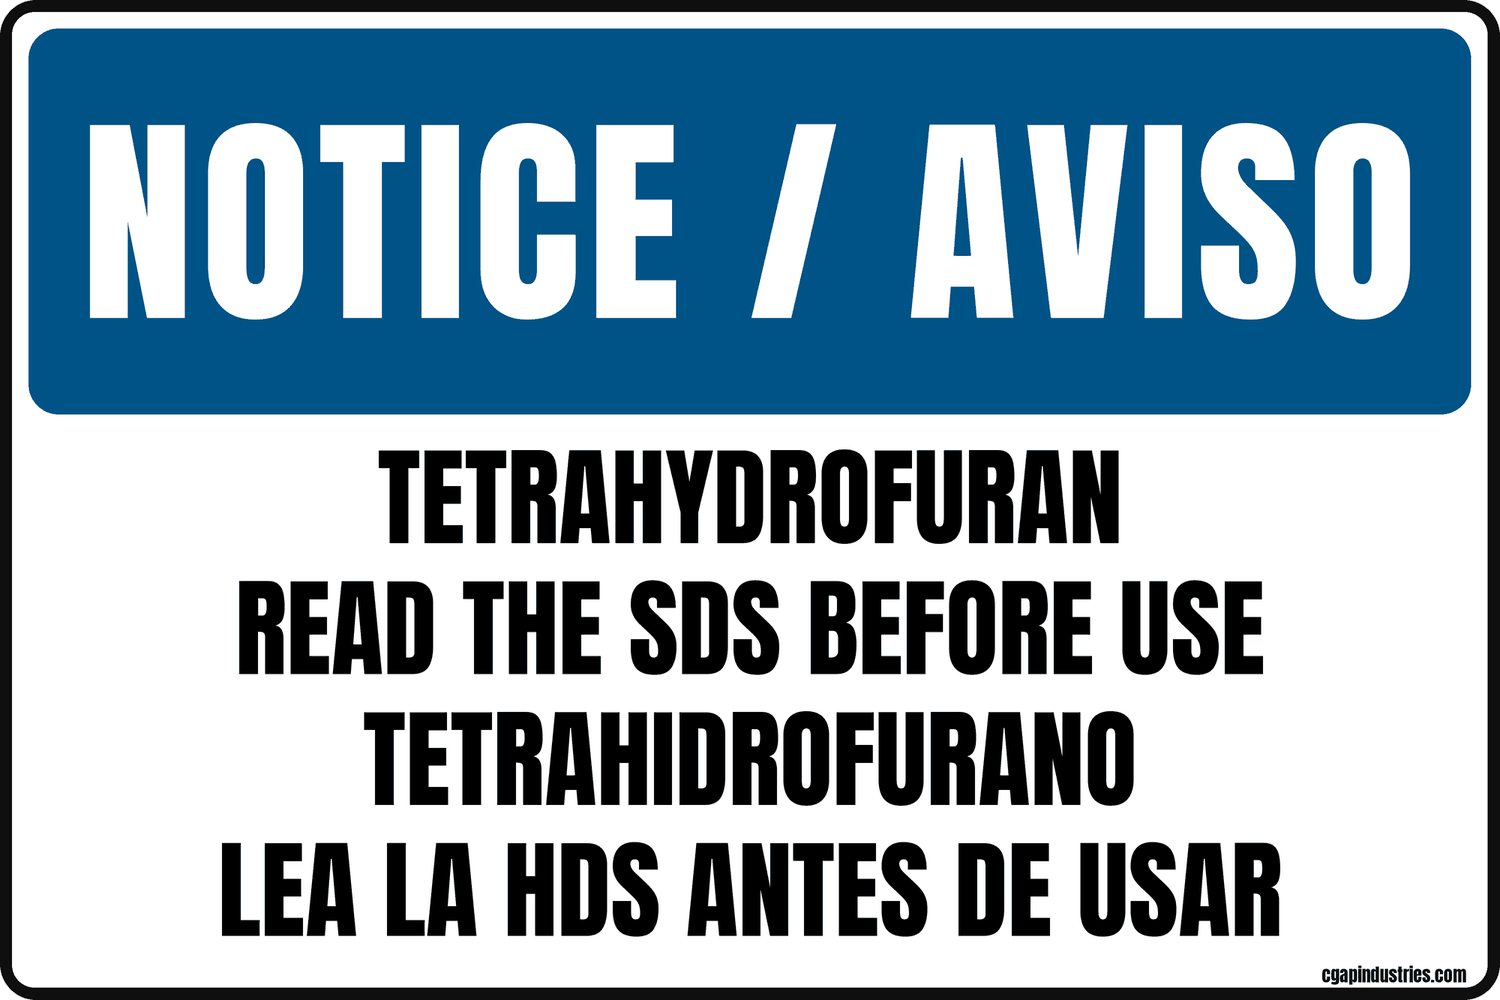 NOTICE / AVISO
TETRAHYDROFURAN
READ THE SDS BEFORE USE
TETRAHIDROFURANO
LEA LA HDS ANTES DE USAR
cgapindustries.com